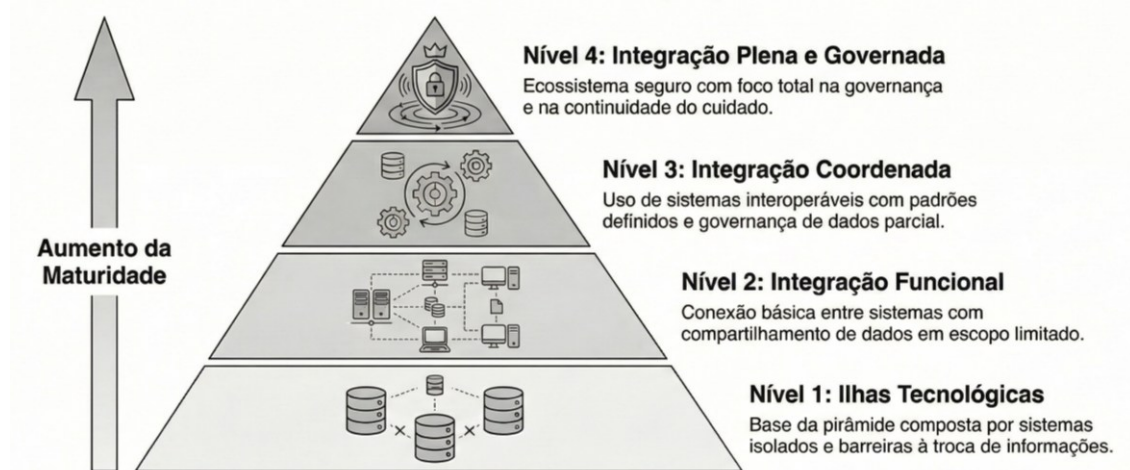 Nível 4: Integração Plena e Governada
Ecossistema seguro com foco total na governança
e na continuidade do cuidado.
Nível 3: Integração Coordenada
Uso de sistemas interoperáveis com padrões
definidos e governança de dados parcial.
Aumento da
Maturidade
Nível 2: Integração Funcional
Conexão básica entre sistemas com
compartilhamento de dados em escopo limitado.
Nível 1: Ilhas Tecnológicas
Base da pirâmide composta por sistemas
isolados e barreiras à troca de informações.